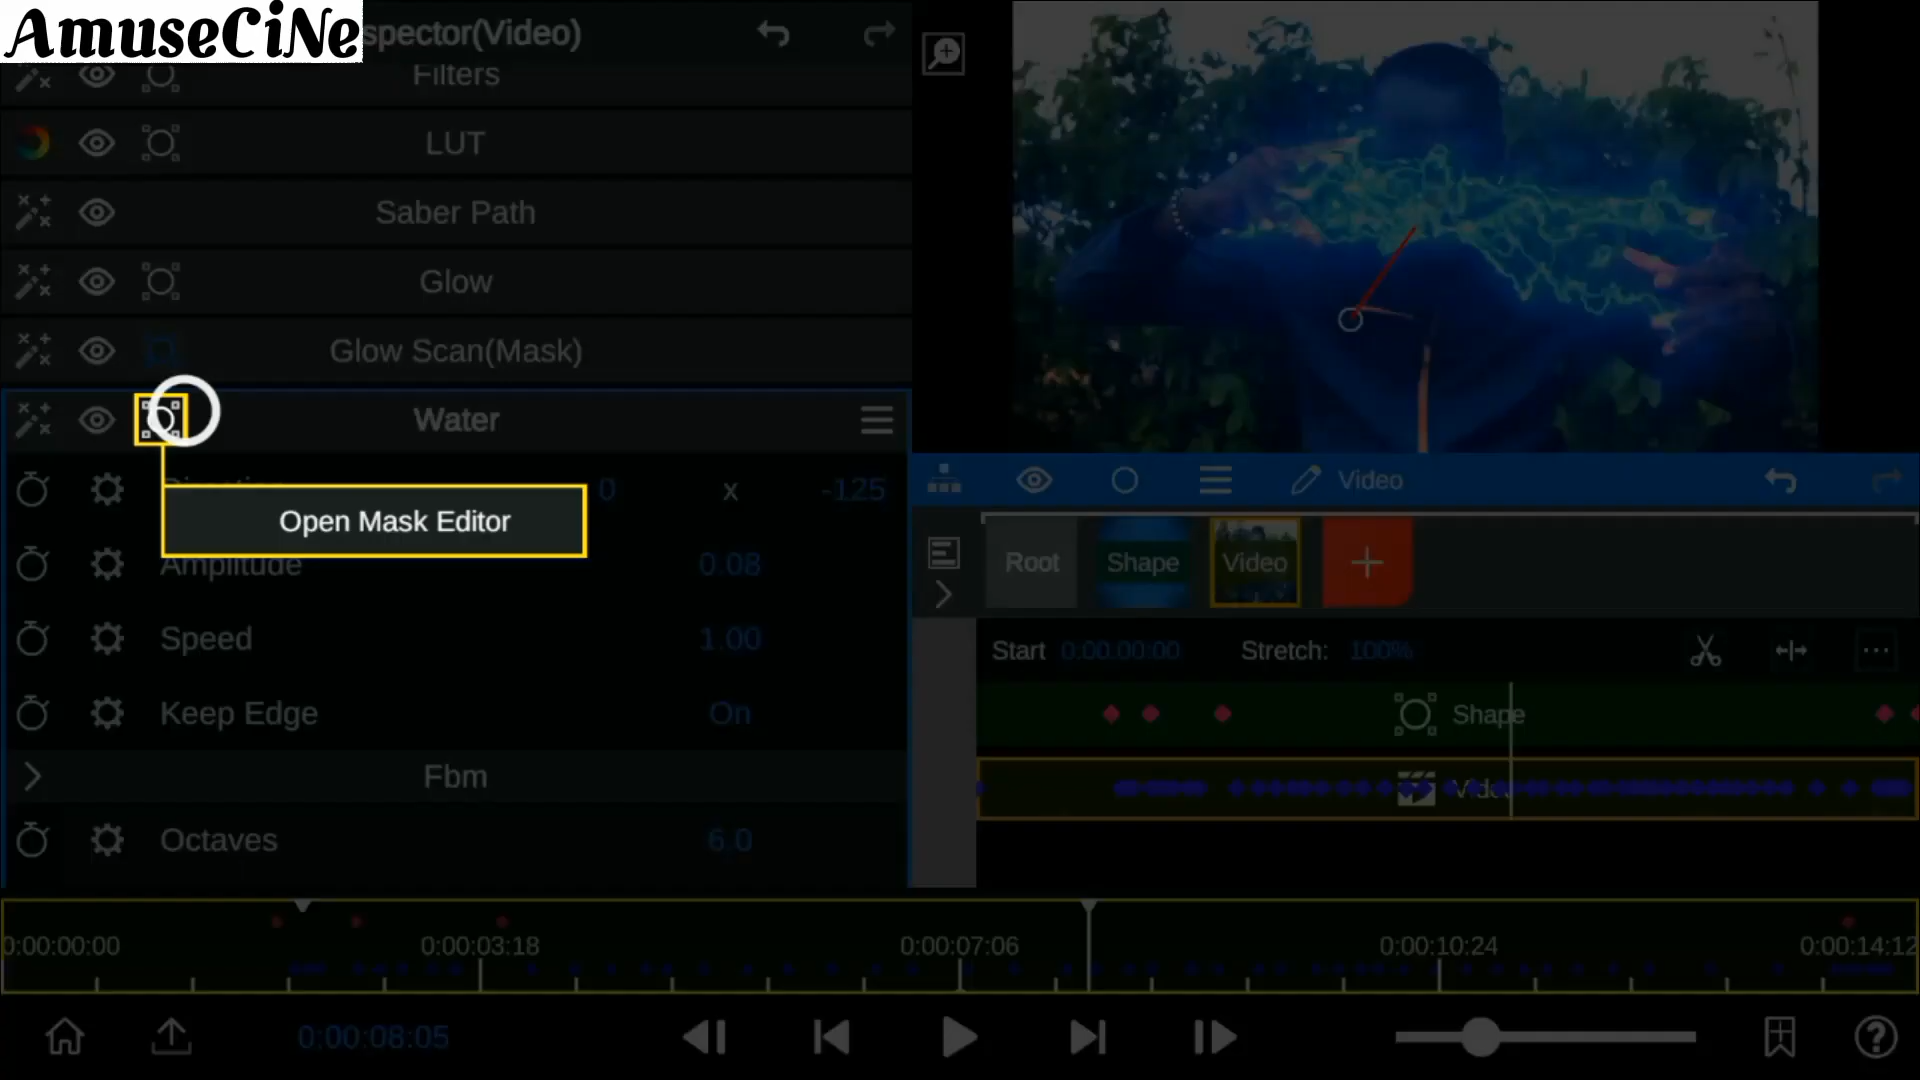 AmuseCiNe
spector(Video)
Filters
LUT
Saber Path
Glow
Glow Scan(Mask)
Water
0 x -125
Open Mask Editor
Amplitude 0.08
Speed 1.00
Keep Edge On
Fbm
Octaves 6.0
Video
Root Shape Video
Start 0:00:00:00 Stretch: 100%
Shape
Video
0:00:00:00 0:00:03:18 0:00:07:06 0:00:10:24 0:00:14:12
0:00:08:05